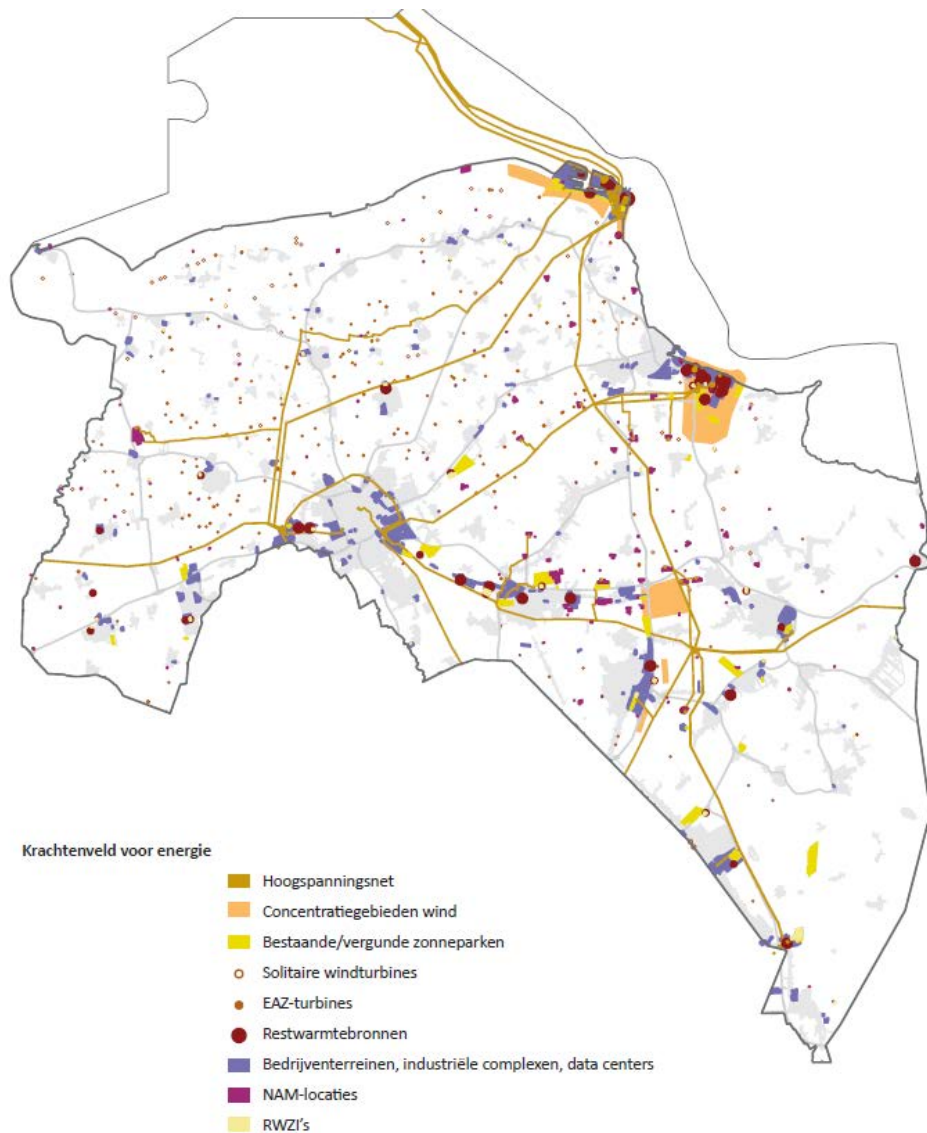 Krachtenveld voor energie
Hoogspanningsnet
Concentratiegebieden wind
Bestaande/vergunde zonneparken
Solitaire windturbines
EAZ-turbines
Restwarmtebronnen
Bedrijventerreinen, industriële complexen, data centers
NAM-locaties
RWZI's